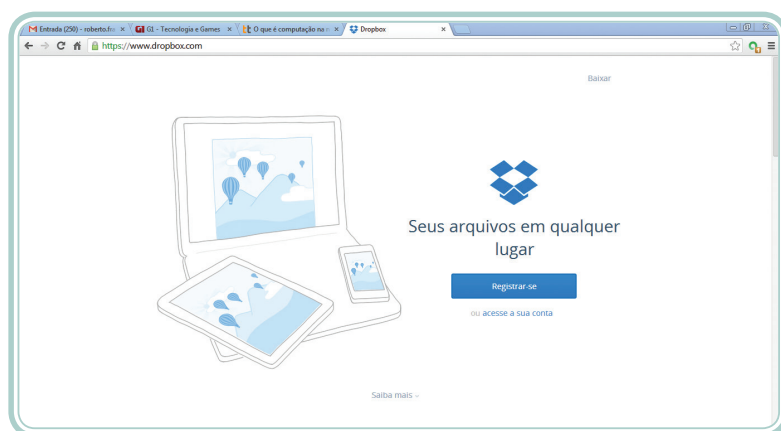 Entrada (250) - roberto.fra
G1 - Tecnologia e Games
O que é computação na n
Dropbox
https://www.dropbox.com
Baixar
Seus arquivos em qualquer
lugar
Registrar-se
ou acesse a sua conta
Saiba mais